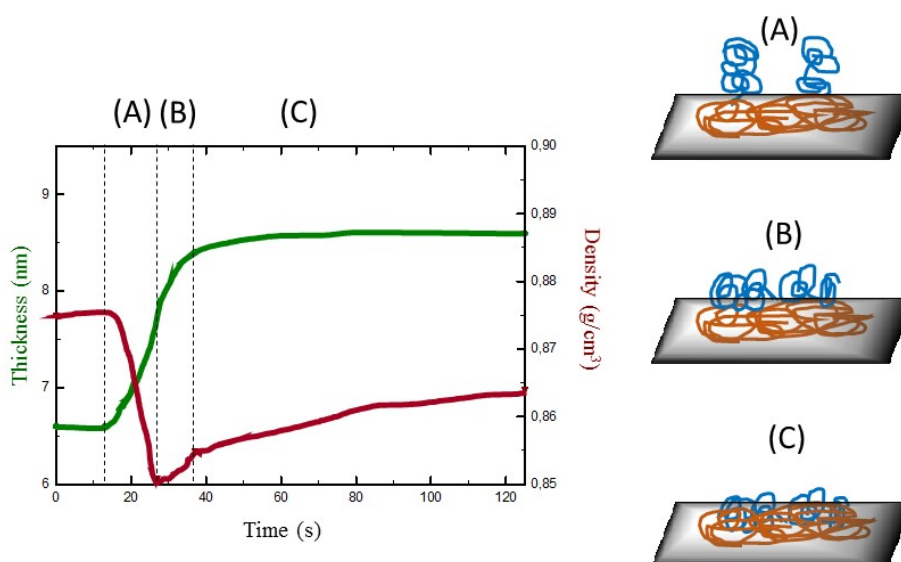 (A)
(A) (B) (C)
9
8
7
6
Thickness (nm)
0,90
0,89
0,88
0,87
0,86
0,85
Density (g/cm³)
0 20 40 60 80 100 120
Time (s)
(B)
(C)